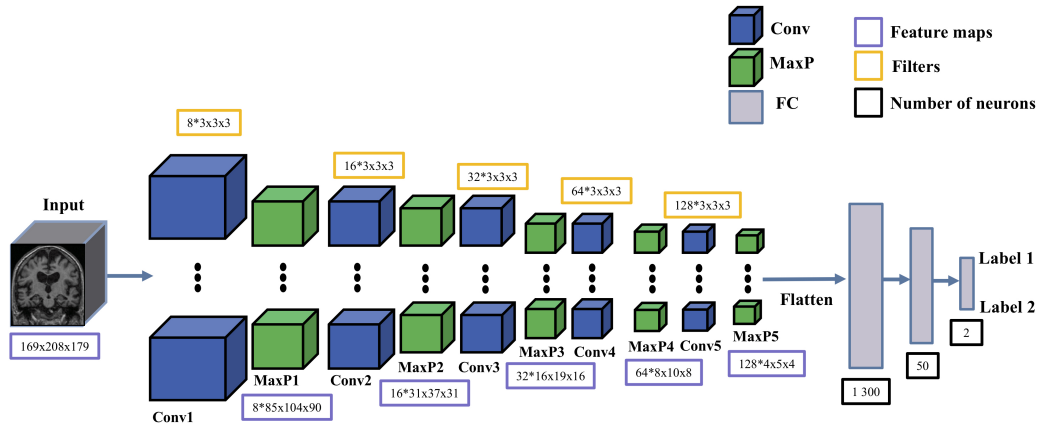 Conv
Feature maps
MaxP
Filters
FC
Number of neurons
8*3x3x3
16*3x3x3
32*3x3x3
64*3x3x3
128*3x3x3
Input
Label 1
Flatten
Label 2
169x208x179
2
MaxP1
Conv2
MaxP2
Conv3
MaxP3
Conv4
MaxP4
Conv5
MaxP5
50
128*4x5x4
32*16x19x16
64*8x10x8
1 300
16*31x37x31
8*85x104x90
Conv1